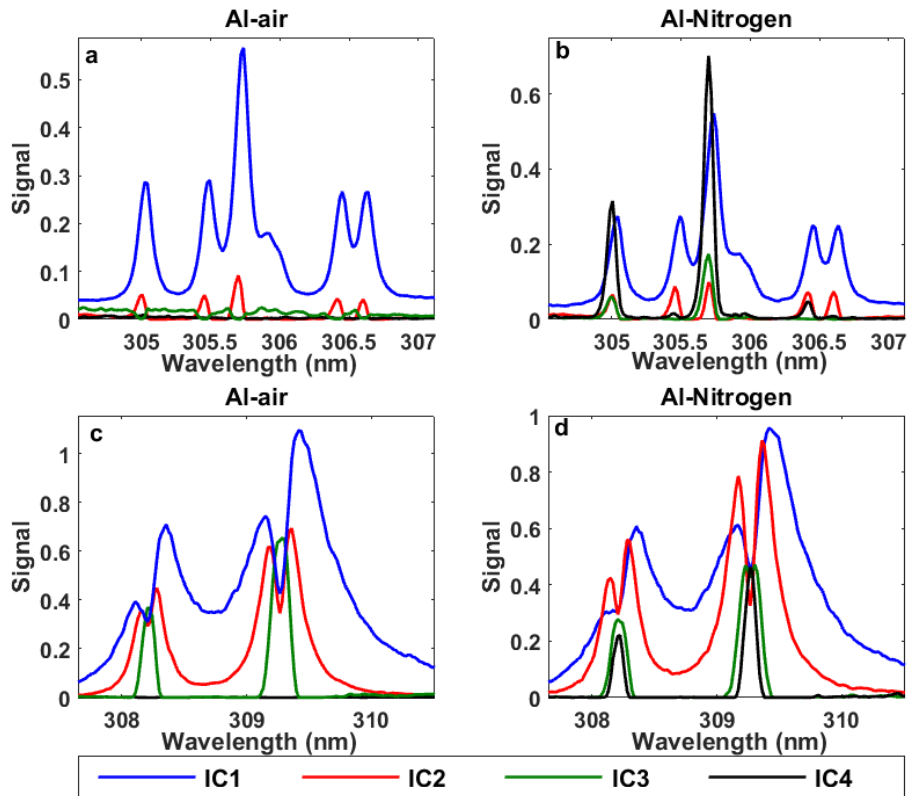 Al-air
Al-Nitrogen
a
b
Signal
0.5
0.4
0.3
0.2
0.1
0
305 305.5 306 306.5 307
Wavelength (nm)
Signal
0.6
0.4
0.2
0
305 305.5 306 306.5 307
Wavelength (nm)
Al-air
Al-Nitrogen
c
d
Signal
1
0.8
0.6
0.4
0.2
0
308 309 310
Wavelength (nm)
Signal
1
0.8
0.6
0.4
0.2
0
308 309 310
Wavelength (nm)
IC1 IC2 IC3 IC4